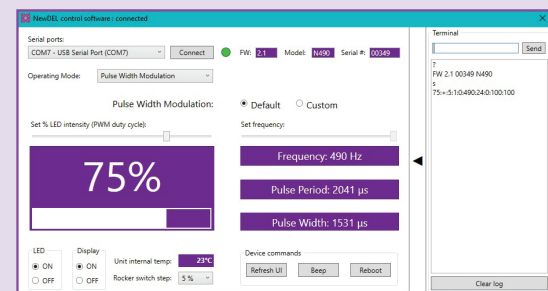 NewDEL control software: connected
Serial ports:
COM7 - USB Serial Port (COM7)
Connect
FW: 2.1 Model: N490 Serial #: 00349
Operating Mode: Pulse Width Modulation
Pulse Width Modulation:
Default Custom
Set % LED intensity (PWM duty cycle):
75%
Set frequency:
Frequency: 490 Hz
Pulse Period: 2041 µs
Pulse Width: 1531 µs
LED
ON
OFF
Display
ON
OFF
Unit internal temp: 23°C
Rocker switch step: 5 %
Device commands
Refresh UI Beep Reboot
Terminal
Send
?
FW 2.1 00349 N490
s
75:+:5:1:0:490:24:0:100:100
Clear log